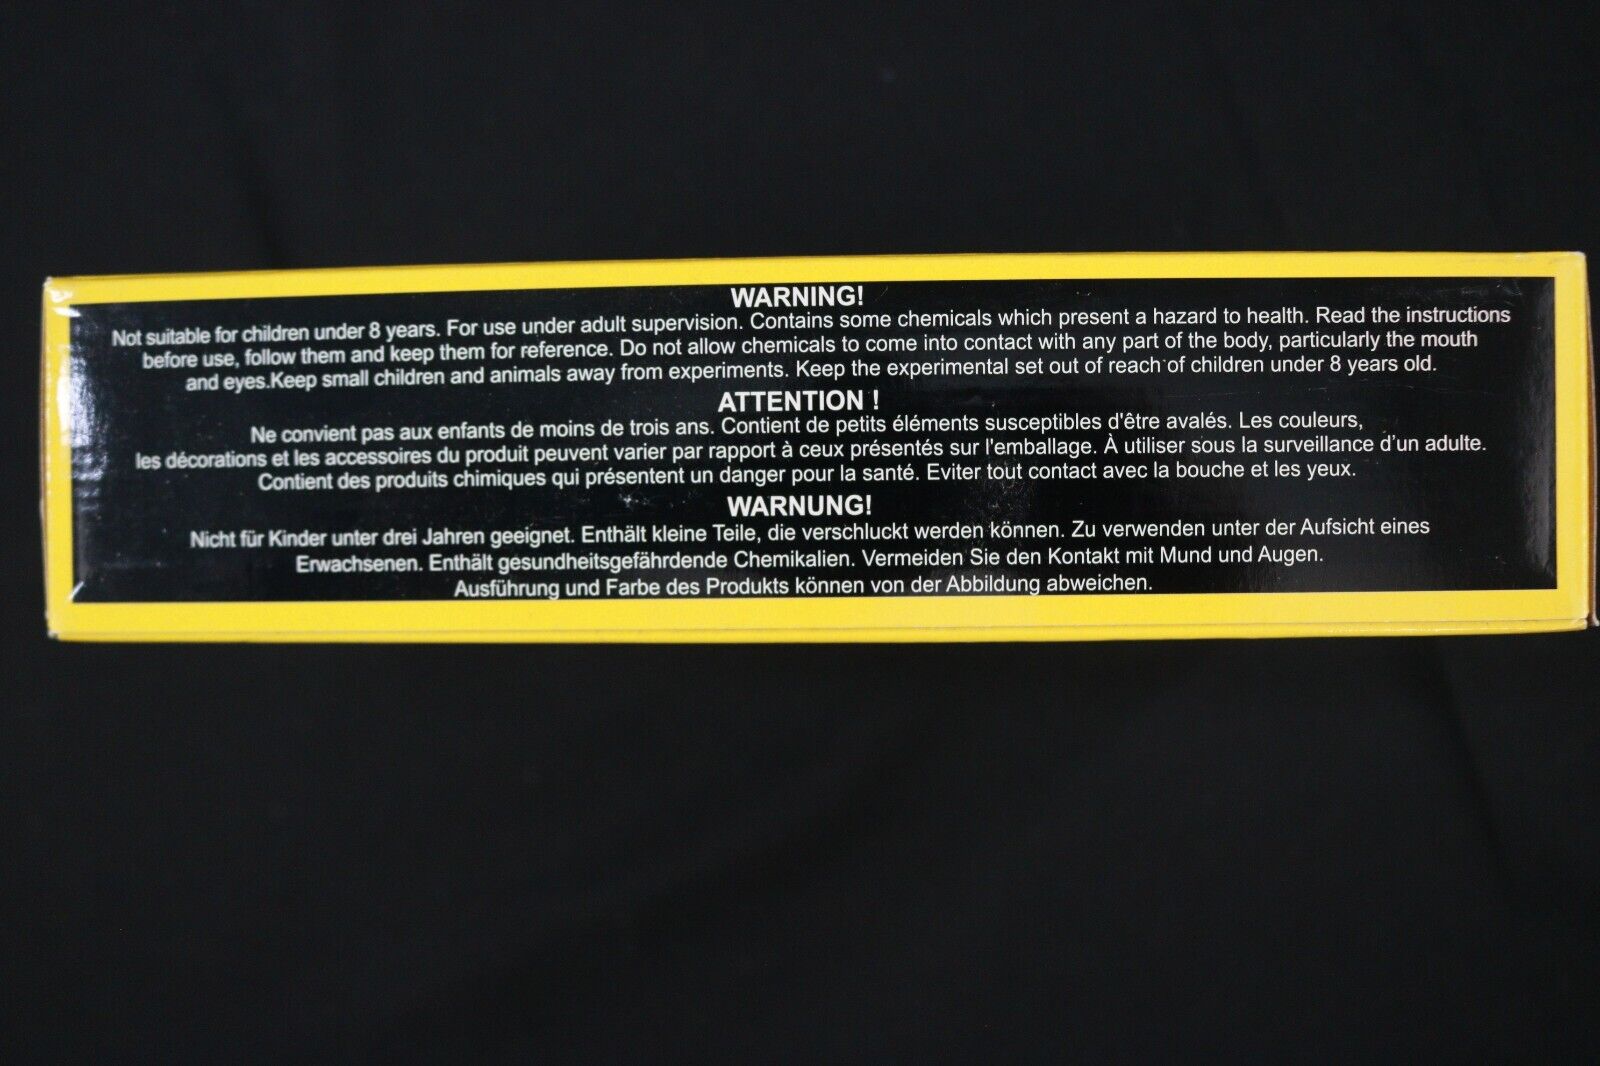 WARNING!
Not suitable for children under 8 years. For use under adult supervision. Contains some chemicals which present a hazard to health. Read the instructions
before use, follow them and keep them for reference. Do not allow chemicals to come into contact with any part of the body, particularly the mouth
and eyes.Keep small children and animals away from experiments. Keep the experimental set out of reach of children under 8 years old.
ATTENTION !
Ne convient pas aux enfants de moins de trois ans. Contient de petits éléments susceptibles d'être avalés. Les couleurs,
les décorations et les accessoires du produit peuvent varier par rapport à ceux présentés sur l'emballage. À utiliser sous la surveillance d'un adulte.
Contient des produits chimiques qui présentent un danger pour la santé. Eviter tout contact avec la bouche et les yeux.
WARNUNG!
Nicht für Kinder unter drei Jahren geeignet. Enthält kleine Teile, die verschluckt werden können. Zu verwenden unter der Aufsicht eines
Erwachsenen. Enthält gesundheitsgefährdende Chemikalien. Vermeiden Sie den Kontakt mit Mund und Augen.
Ausführung und Farbe des Produkts können von der Abbildung abweichen.